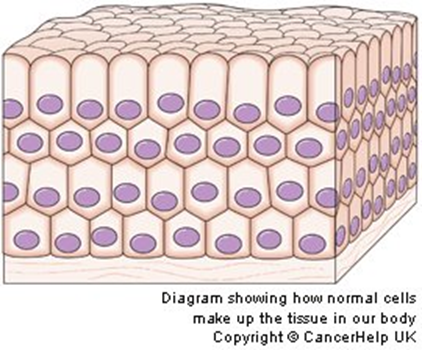 Diagram showing how normal cells
make up the tissue in our body
Copyright © CancerHelp UK